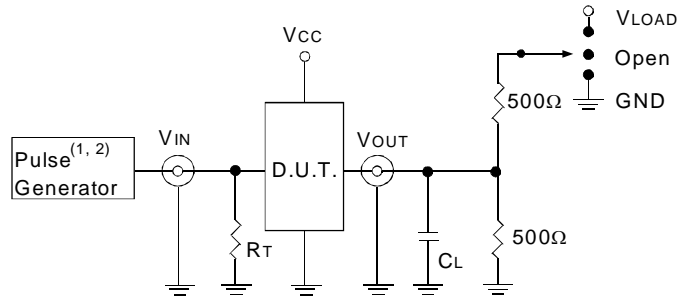 VLOAD
VCC
Open
500Ω
GND
VIN
VOUT
Pulse(1, 2)
Generator
D.U.T.
RT
CL
500Ω